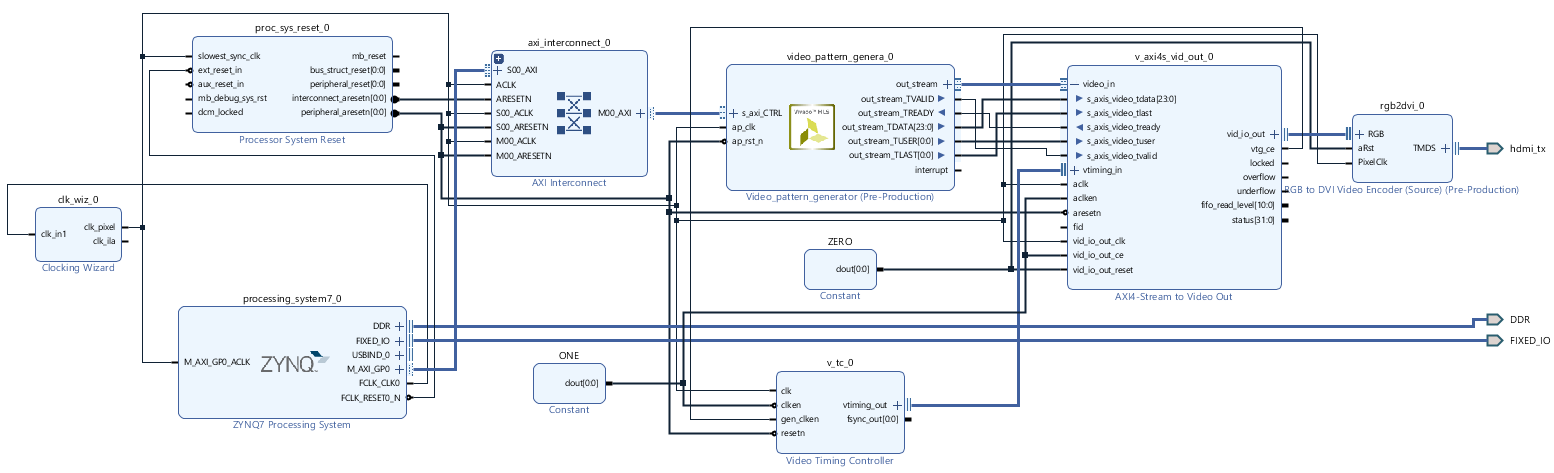 proc_sys_reset_0
slowest_sync_clk
ext_reset_in
aux_reset_in
mb_debug_sys_rst
dcm_locked
mb_reset
bus_struct_reset[0:0]
peripheral_reset[0:0]
interconnect_aresetn[0:0]
peripheral_aresetn[0:0]
Processor System Reset
axi_interconnect_0
S00_AXI
ACLK
ARESETN
S00_ACLK
S00_ARESETN
M00_ACLK
M00_ARESETN
M00_AXI
AXI Interconnect
video_pattern_genera_0
s_axi_CTRL
ap_clk
ap_rst_n
Vivado™ HLS
out_stream
out_stream_TVALID
out_stream_TREADY
out_stream_TDATA[23:0]
out_stream_TUSER[0:0]
out_stream_TLAST[0:0]
interrupt
Video_pattern_generator (Pre-Production)
v_axi4s_vid_out_0
video_in
s_axis_video_tdata[23:0]
s_axis_video_tlast
s_axis_video_tready
s_axis_video_tuser
s_axis_video_tvalid
vtiming_in
aclk
aclken
aresetn
fid
vid_io_out_clk
vid_io_out_ce
vid_io_out_reset
vid_io_out
vtg_ce
locked
overflow
underflow
fifo_read_level[10:0]
status[31:0]
AXI4-Stream to Video Out
rgb2dvi_0
RGB
aRst
PixelClk
TMDS
RGB to DVI Video Encoder (Source) (Pre-Production)
hdmi_tx
clk_wiz_0
clk_in1
clk_pixel
clk_ila
Clocking Wizard
ZERO
dout[0:0]
Constant
processing_system7_0
M_AXI_GP0_ACLK
ZYNQ
DDR
FIXED_IO
USBIND_0
M_AXI_GP0
FCLK_CLK0
FCLK_RESET0_N
ZYNQ7 Processing System
DDR
FIXED_IO
ONE
dout[0:0]
Constant
v_tc_0
clk
clken
gen_clken
resetn
vtiming_out
fsync_out[0:0]
Video Timing Controller